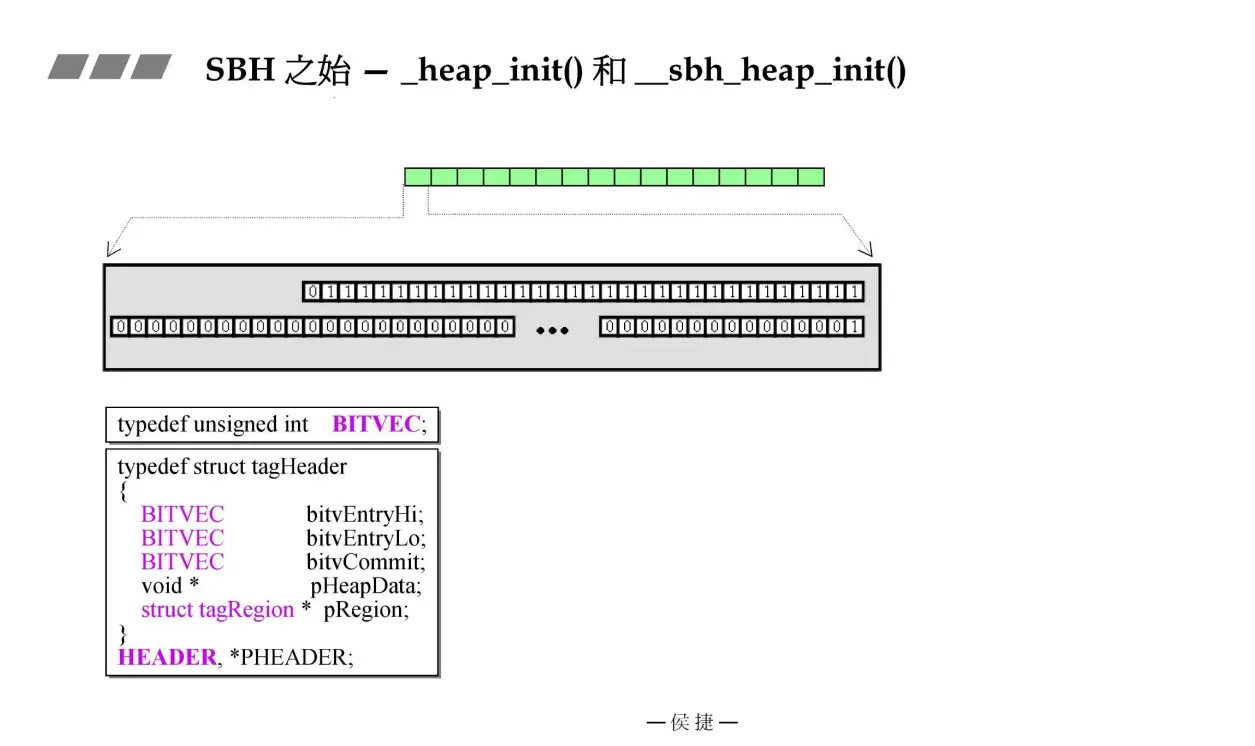 SBH 之始 — _heap_init() 和 __sbh_heap_init()
0 1 1 1 1 1 1 1 1 1 1 1 1 1 1 1 1 1 1 1 1 1 1 1 1 1 1 1 1 1 1 1
0 0 0 0 0 0 0 0 0 0 0 0 0 0 0 0 0 0 0 0 0 0 0 ••• 0 0 0 0 0 0 0 0 0 0 0 0 0 0 1
typedef unsigned int BITVEC;
typedef struct tagHeader
{
BITVEC bitvEntryHi;
BITVEC bitvEntryLo;
BITVEC bitvCommit;
void * pHeapData;
struct tagRegion * pRegion;
}
HEADER, *PHEADER;
— 侯 捷 —